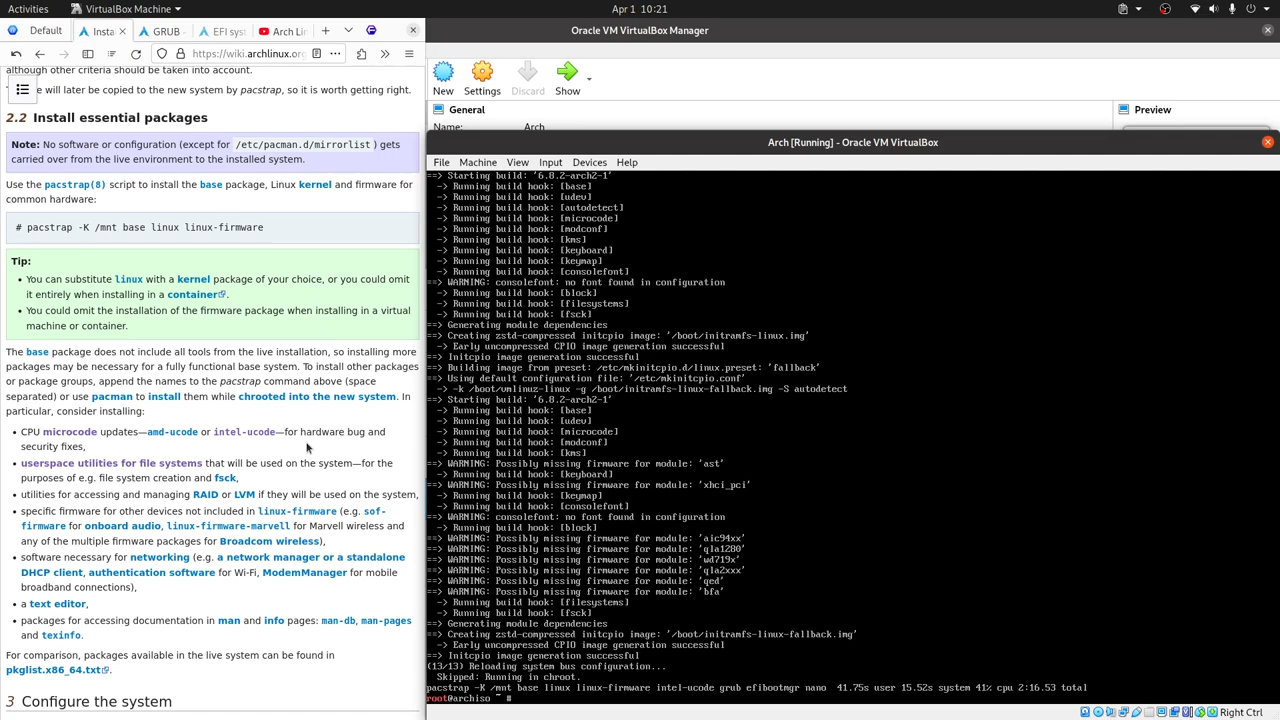 Activities
VirtualBox Machine
Apr 1 10:21
Default
Insta
GRUB
EFI sys
Arch Lin
https://wiki.archlinux.org
although other criteria should be taken into account.
e will later be copied to the new system by pacstrap, so it is worth getting right.
2.2 Install essential packages
Note: No software or configuration (except for /etc/pacman.d/mirrorlist ) gets
carried over from the live environment to the installed system.
Use the pacstrap(8) script to install the base package, Linux kernel and firmware for
common hardware:
# pacstrap -K /mnt base linux linux-firmware
Tip:
• You can substitute linux with a kernel package of your choice, or you could omit
it entirely when installing in a container.
• You could omit the installation of the firmware package when installing in a virtual
machine or container.
The base package does not include all tools from the live installation, so installing more
packages may be necessary for a fully functional base system. To install other packages
or package groups, append the names to the pacstrap command above (space
separated) or use pacman to install them while chrooted into the new system. In
particular, consider installing:
• CPU microcode updates—amd-ucode or intel-ucode—for hardware bug and
security fixes,
• userspace utilities for file systems that will be used on the system—for the
purposes of e.g. file system creation and fsck,
• utilities for accessing and managing RAID or LVM if they will be used on the system,
• specific firmware for other devices not included in linux-firmware (e.g. sof-
firmware for onboard audio, linux-firmware-marvell for Marvell wireless and
any of the multiple firmware packages for Broadcom wireless),
• software necessary for networking (e.g. a network manager or a standalone
DHCP client, authentication software for Wi-Fi, ModemManager for mobile
broadband connections),
• a text editor,
• packages for accessing documentation in man and info pages: man-db, man-pages
and texinfo.
For comparison, packages available in the live system can be found in
pkglist.x86_64.txt.
3 Configure the system
Oracle VM VirtualBox Manager
New
Settings
Discard
Show
General
Preview
Name: Arch
Arch [Running] - Oracle VM VirtualBox
File Machine View Input Devices Help
==> Starting build: '6.8.2-arch2-1'
-> Running build hook: [base]
-> Running build hook: [udev]
-> Running build hook: [autodetect]
-> Running build hook: [microcode]
-> Running build hook: [modconf]
-> Running build hook: [kms]
-> Running build hook: [keyboard]
-> Running build hook: [keymap]
-> Running build hook: [consolefont]
==> WARNING: consolefont: no font found in configuration
-> Running build hook: [block]
-> Running build hook: [filesystems]
-> Running build hook: [fsck]
==> Generating module dependencies
==> Creating zstd-compressed initcpio image: '/boot/initramfs-linux.img'
-> Early uncompressed CPIO image generation successful
==> Initcpio image generation successful
==> Building image from preset: /etc/mkinitcpio.d/linux.preset: 'fallback'
==> Using default configuration file: '/etc/mkinitcpio.conf'
-> -k /boot/vmlinuz-linux -g /boot/initramfs-linux-fallback.img -S autodetect
==> Starting build: '6.8.2-arch2-1'
-> Running build hook: [base]
-> Running build hook: [udev]
-> Running build hook: [microcode]
-> Running build hook: [modconf]
-> Running build hook: [kms]
==> WARNING: Possibly missing firmware for module: 'ast'
-> Running build hook: [keyboard]
==> WARNING: Possibly missing firmware for module: 'xhci_pci'
-> Running build hook: [keymap]
-> Running build hook: [consolefont]
==> WARNING: consolefont: no font found in configuration
-> Running build hook: [block]
==> WARNING: Possibly missing firmware for module: 'aic94xx'
==> WARNING: Possibly missing firmware for module: 'qla1280'
==> WARNING: Possibly missing firmware for module: 'wd719x'
==> WARNING: Possibly missing firmware for module: 'qla2xxx'
==> WARNING: Possibly missing firmware for module: 'qed'
==> WARNING: Possibly missing firmware for module: 'bfa'
-> Running build hook: [filesystems]
-> Running build hook: [fsck]
==> Generating module dependencies
==> Creating zstd-compressed initcpio image: '/boot/initramfs-linux-fallback.img'
-> Early uncompressed CPIO image generation successful
==> Initcpio image generation successful
(13/13) Reloading system bus configuration...
Skipped: Running in chroot.
pacstrap -K /mnt base linux linux-firmware intel-ucode grub efibootmgr nano 41.75s user 15.52s system 41% cpu 2:16.53 total
root@archiso ~ #
Right Ctrl